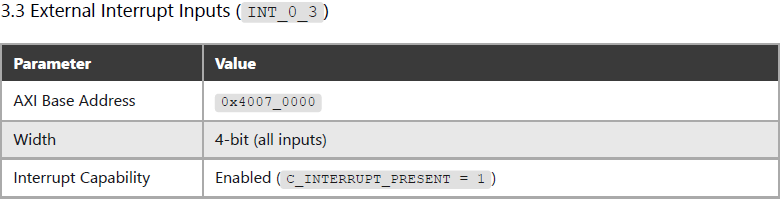 3.3 External Interrupt Inputs ( INT_0_3 )
Parameter Value
AXI Base Address 0x4007_0000
Width 4-bit (all inputs)
Interrupt Capability Enabled ( C_INTERRUPT_PRESENT = 1 )